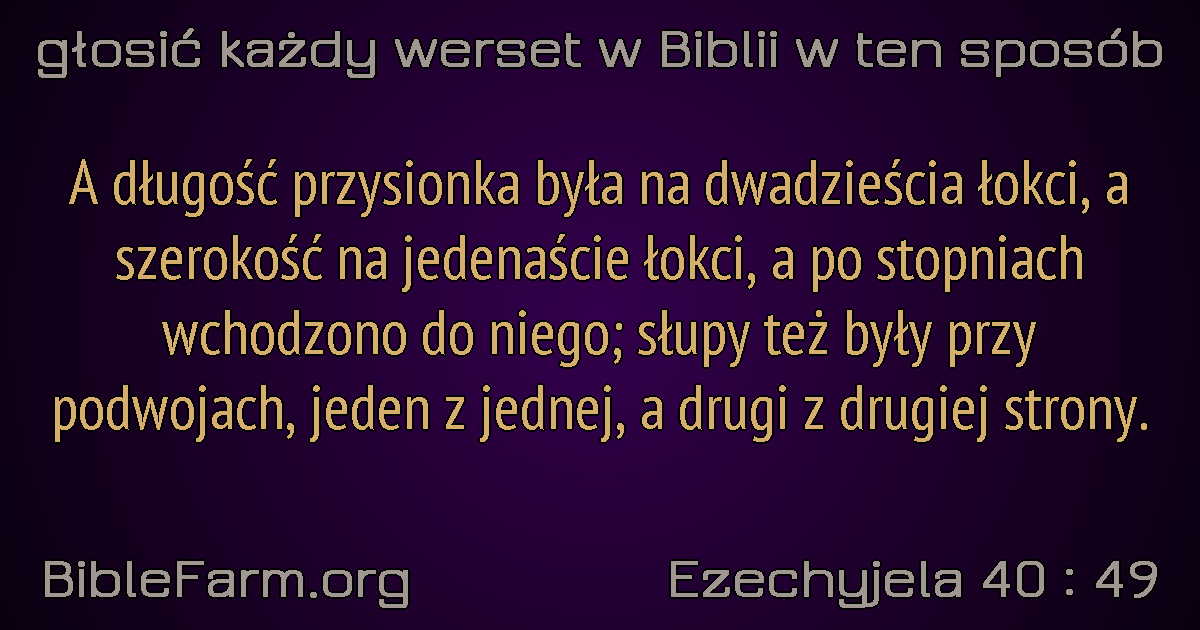 głosić każdy werset w Biblii w ten sposób
A długość przysionka była na dwadzieścia łokci, a
szerokość na jedenaście łokci, a po stopniach
wchodzono do niego; słupy też były przy
podwojach, jeden z jednej, a drugi z drugiej strony.
BibleFarm.org
Ezechyjela 40 : 49